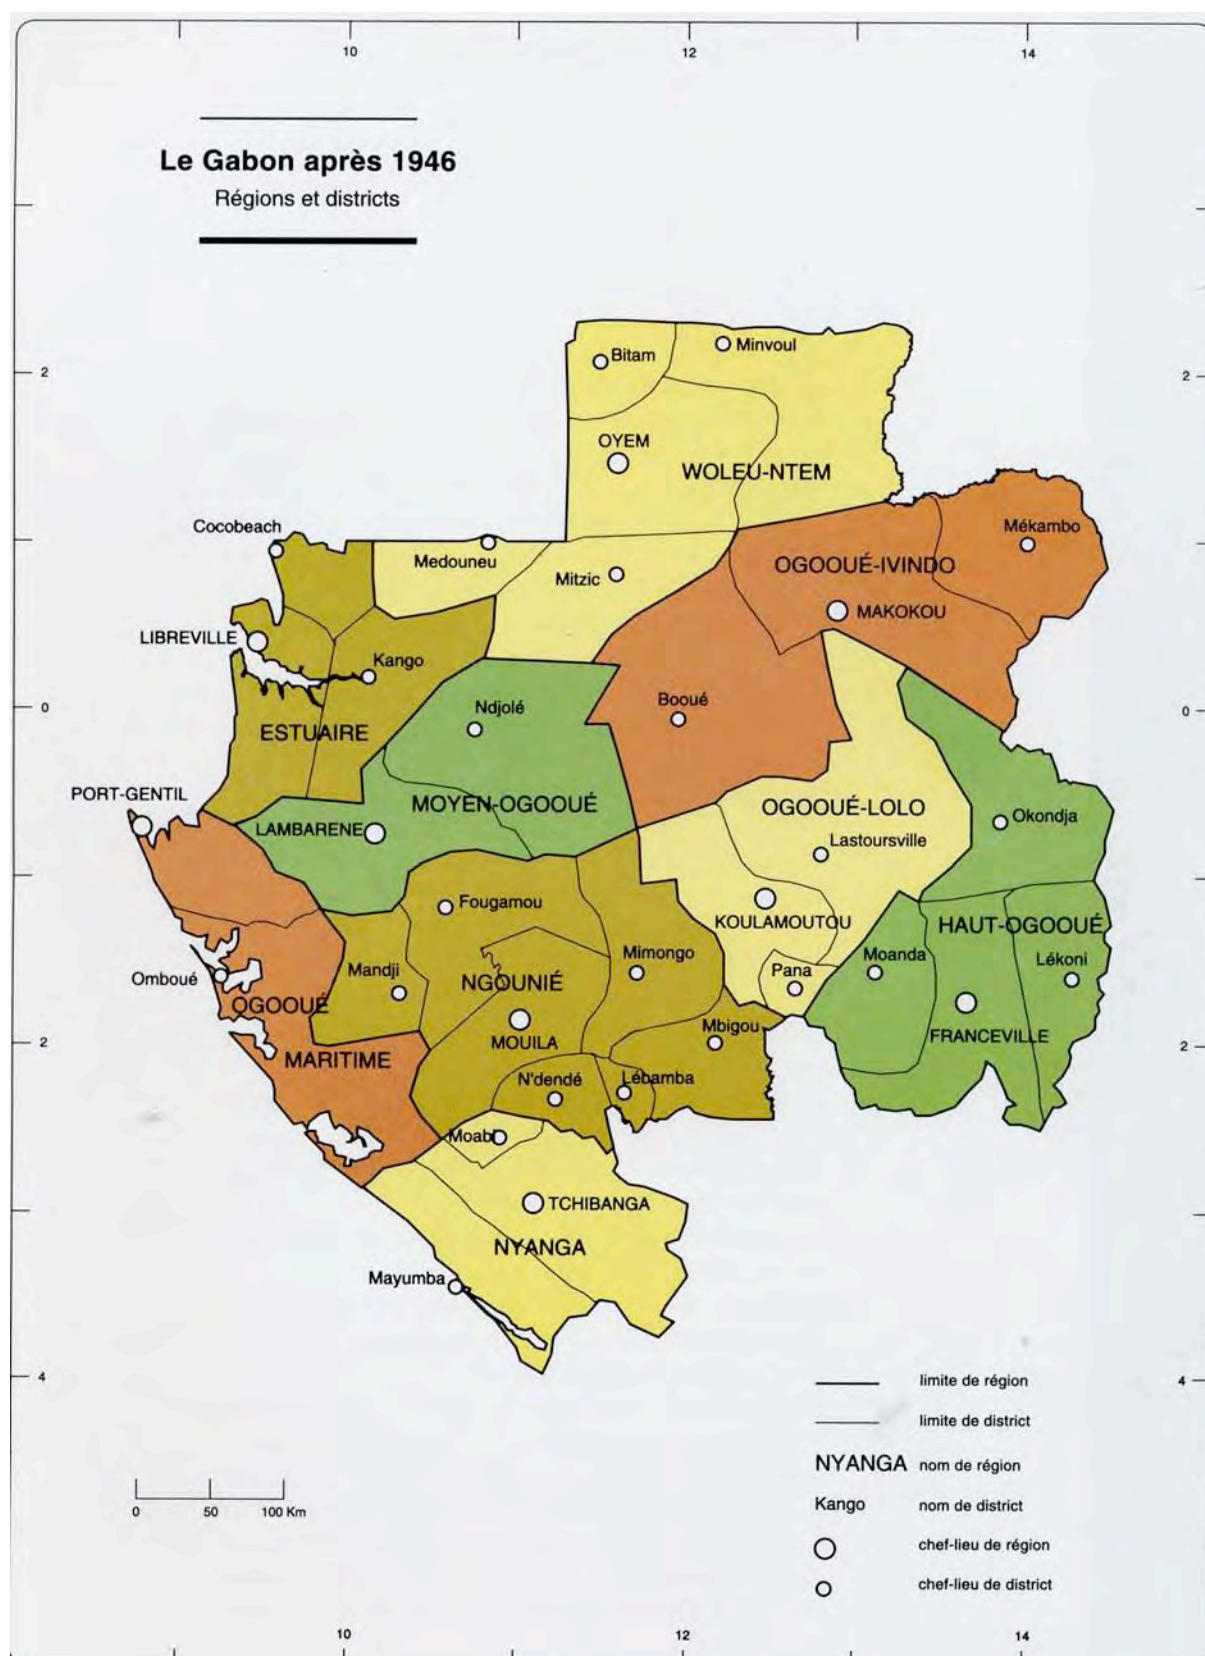 10
12
14
Le Gabon après 1946
Régions et districts
2
2
Bitam
Minvoul
OYEM
WOLEU-NTEM
Cocobeach
Medouneu
Mitzic
Mékambo
OGOOUÉ-IVINDO
MAKOKOU
LIBREVILLE
Kango
Ndjolé
Booué
0
0
ESTUAIRE
PORT-GENTIL
MOYEN-OGOOUÉ
OGOOUÉ-LOLO
LAMBARENE
Okondja
Lastoursville
Fougamou
KOULAMOUTOU
HAUT-OGOOUÉ
Omboué
Mandji
Mimongo
Pana
Moanda
Lékoni
OGOOUÉ
NGOUNIÉ
MOUILA
Mbigou
FRANCEVILLE
2
2
MARITIME
N'dendé
Lébamba
Moabi
TCHIBANGA
NYANGA
Mayumba
4
4
limite de région
limite de district
NYANGA nom de région
Kango nom de district
chef-lieu de région
chef-lieu de district
0 50 100 Km
10
12
14